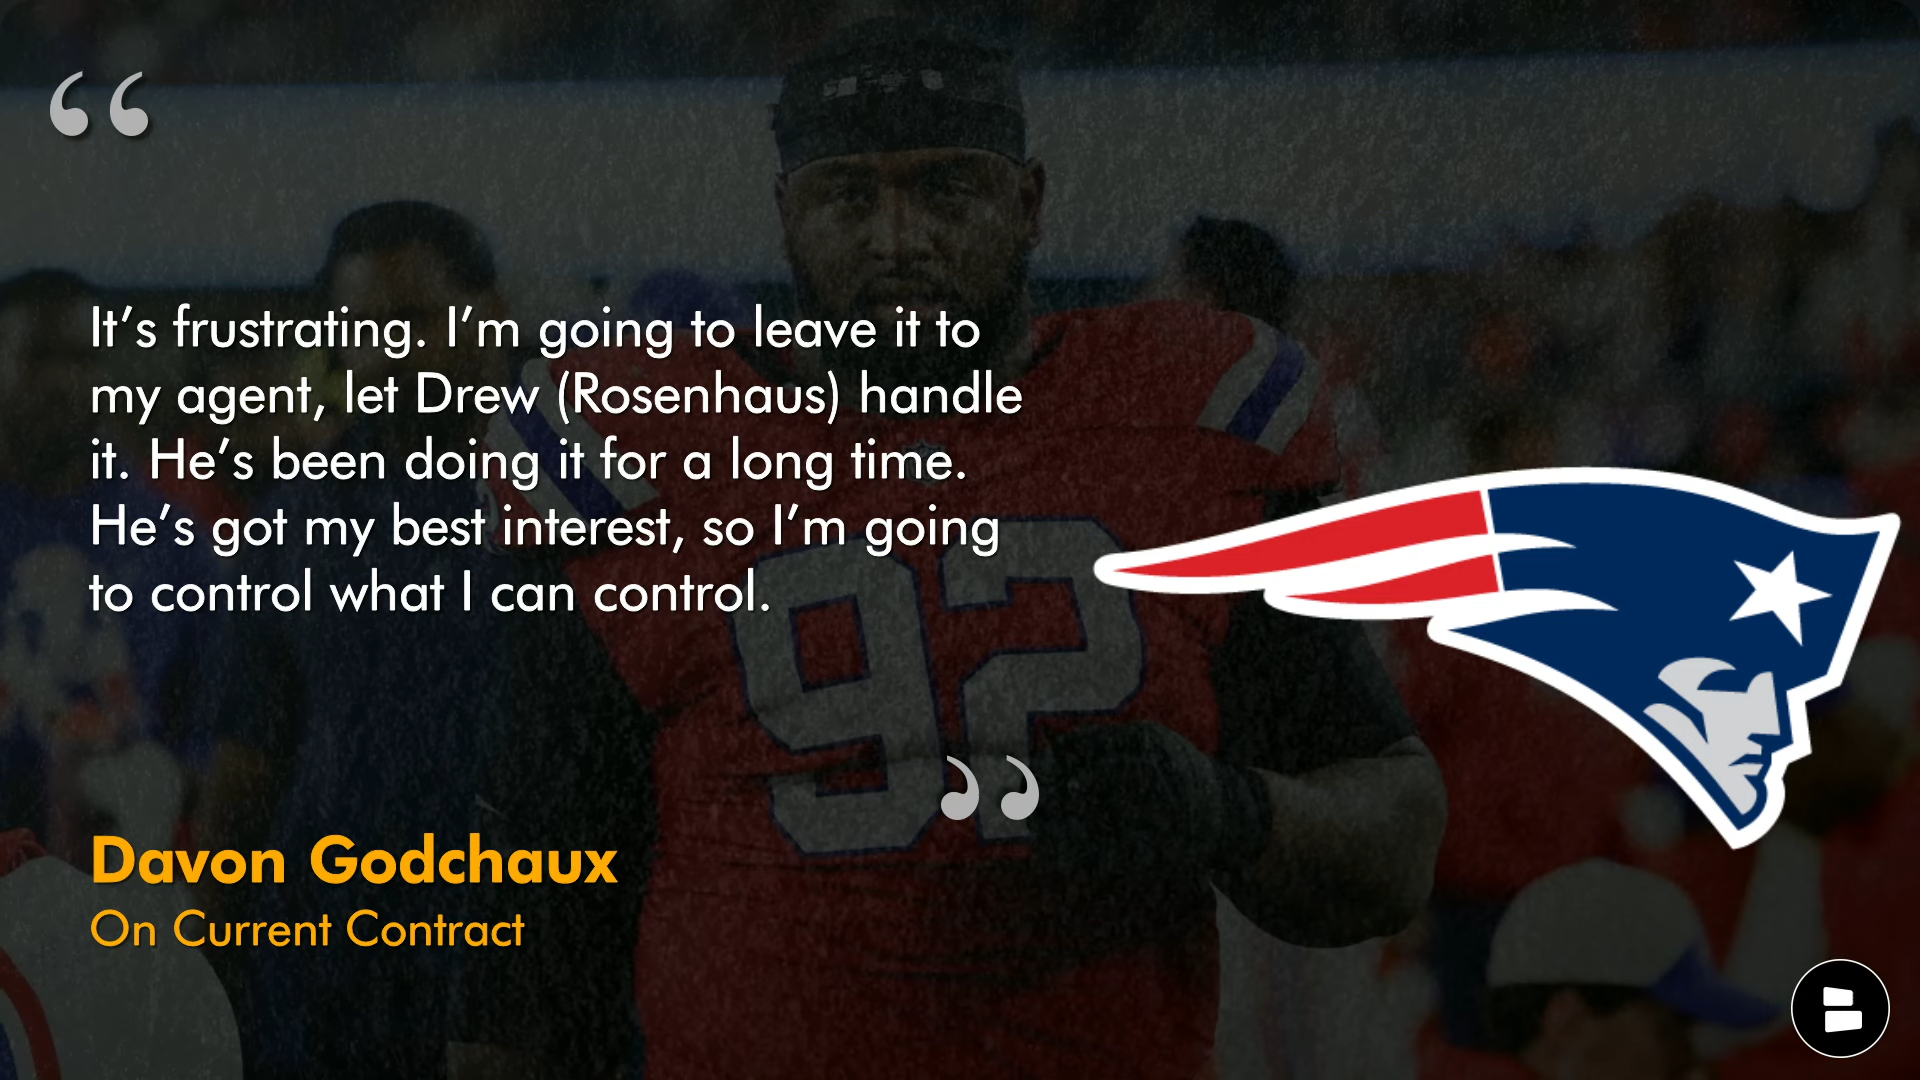 “
It’s frustrating. I’m going to leave it to
my agent, let Drew (Rosenhaus) handle
it. He’s been doing it for a long time.
He’s got my best interest, so I’m going
to control what I can control.
”
92
Davon Godchaux
On Current Contract